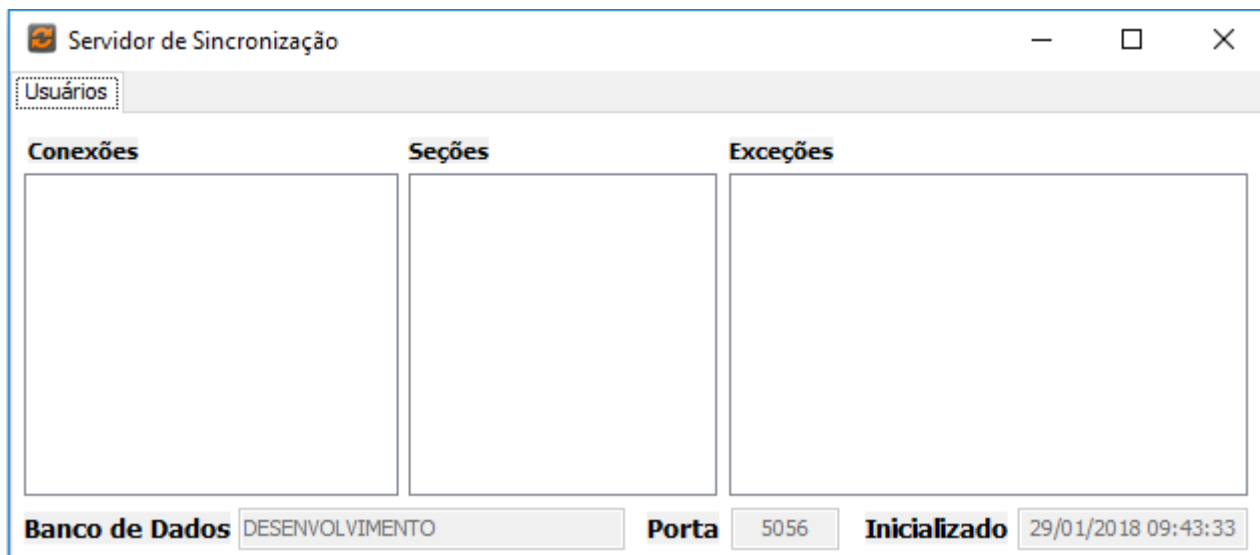 Servidor de Sincronização
Usuários
Conexões Seções Exceções
Banco de Dados DESENVOLVIMENTO Porta 5056 Inicializado 29/01/2018 09:43:33